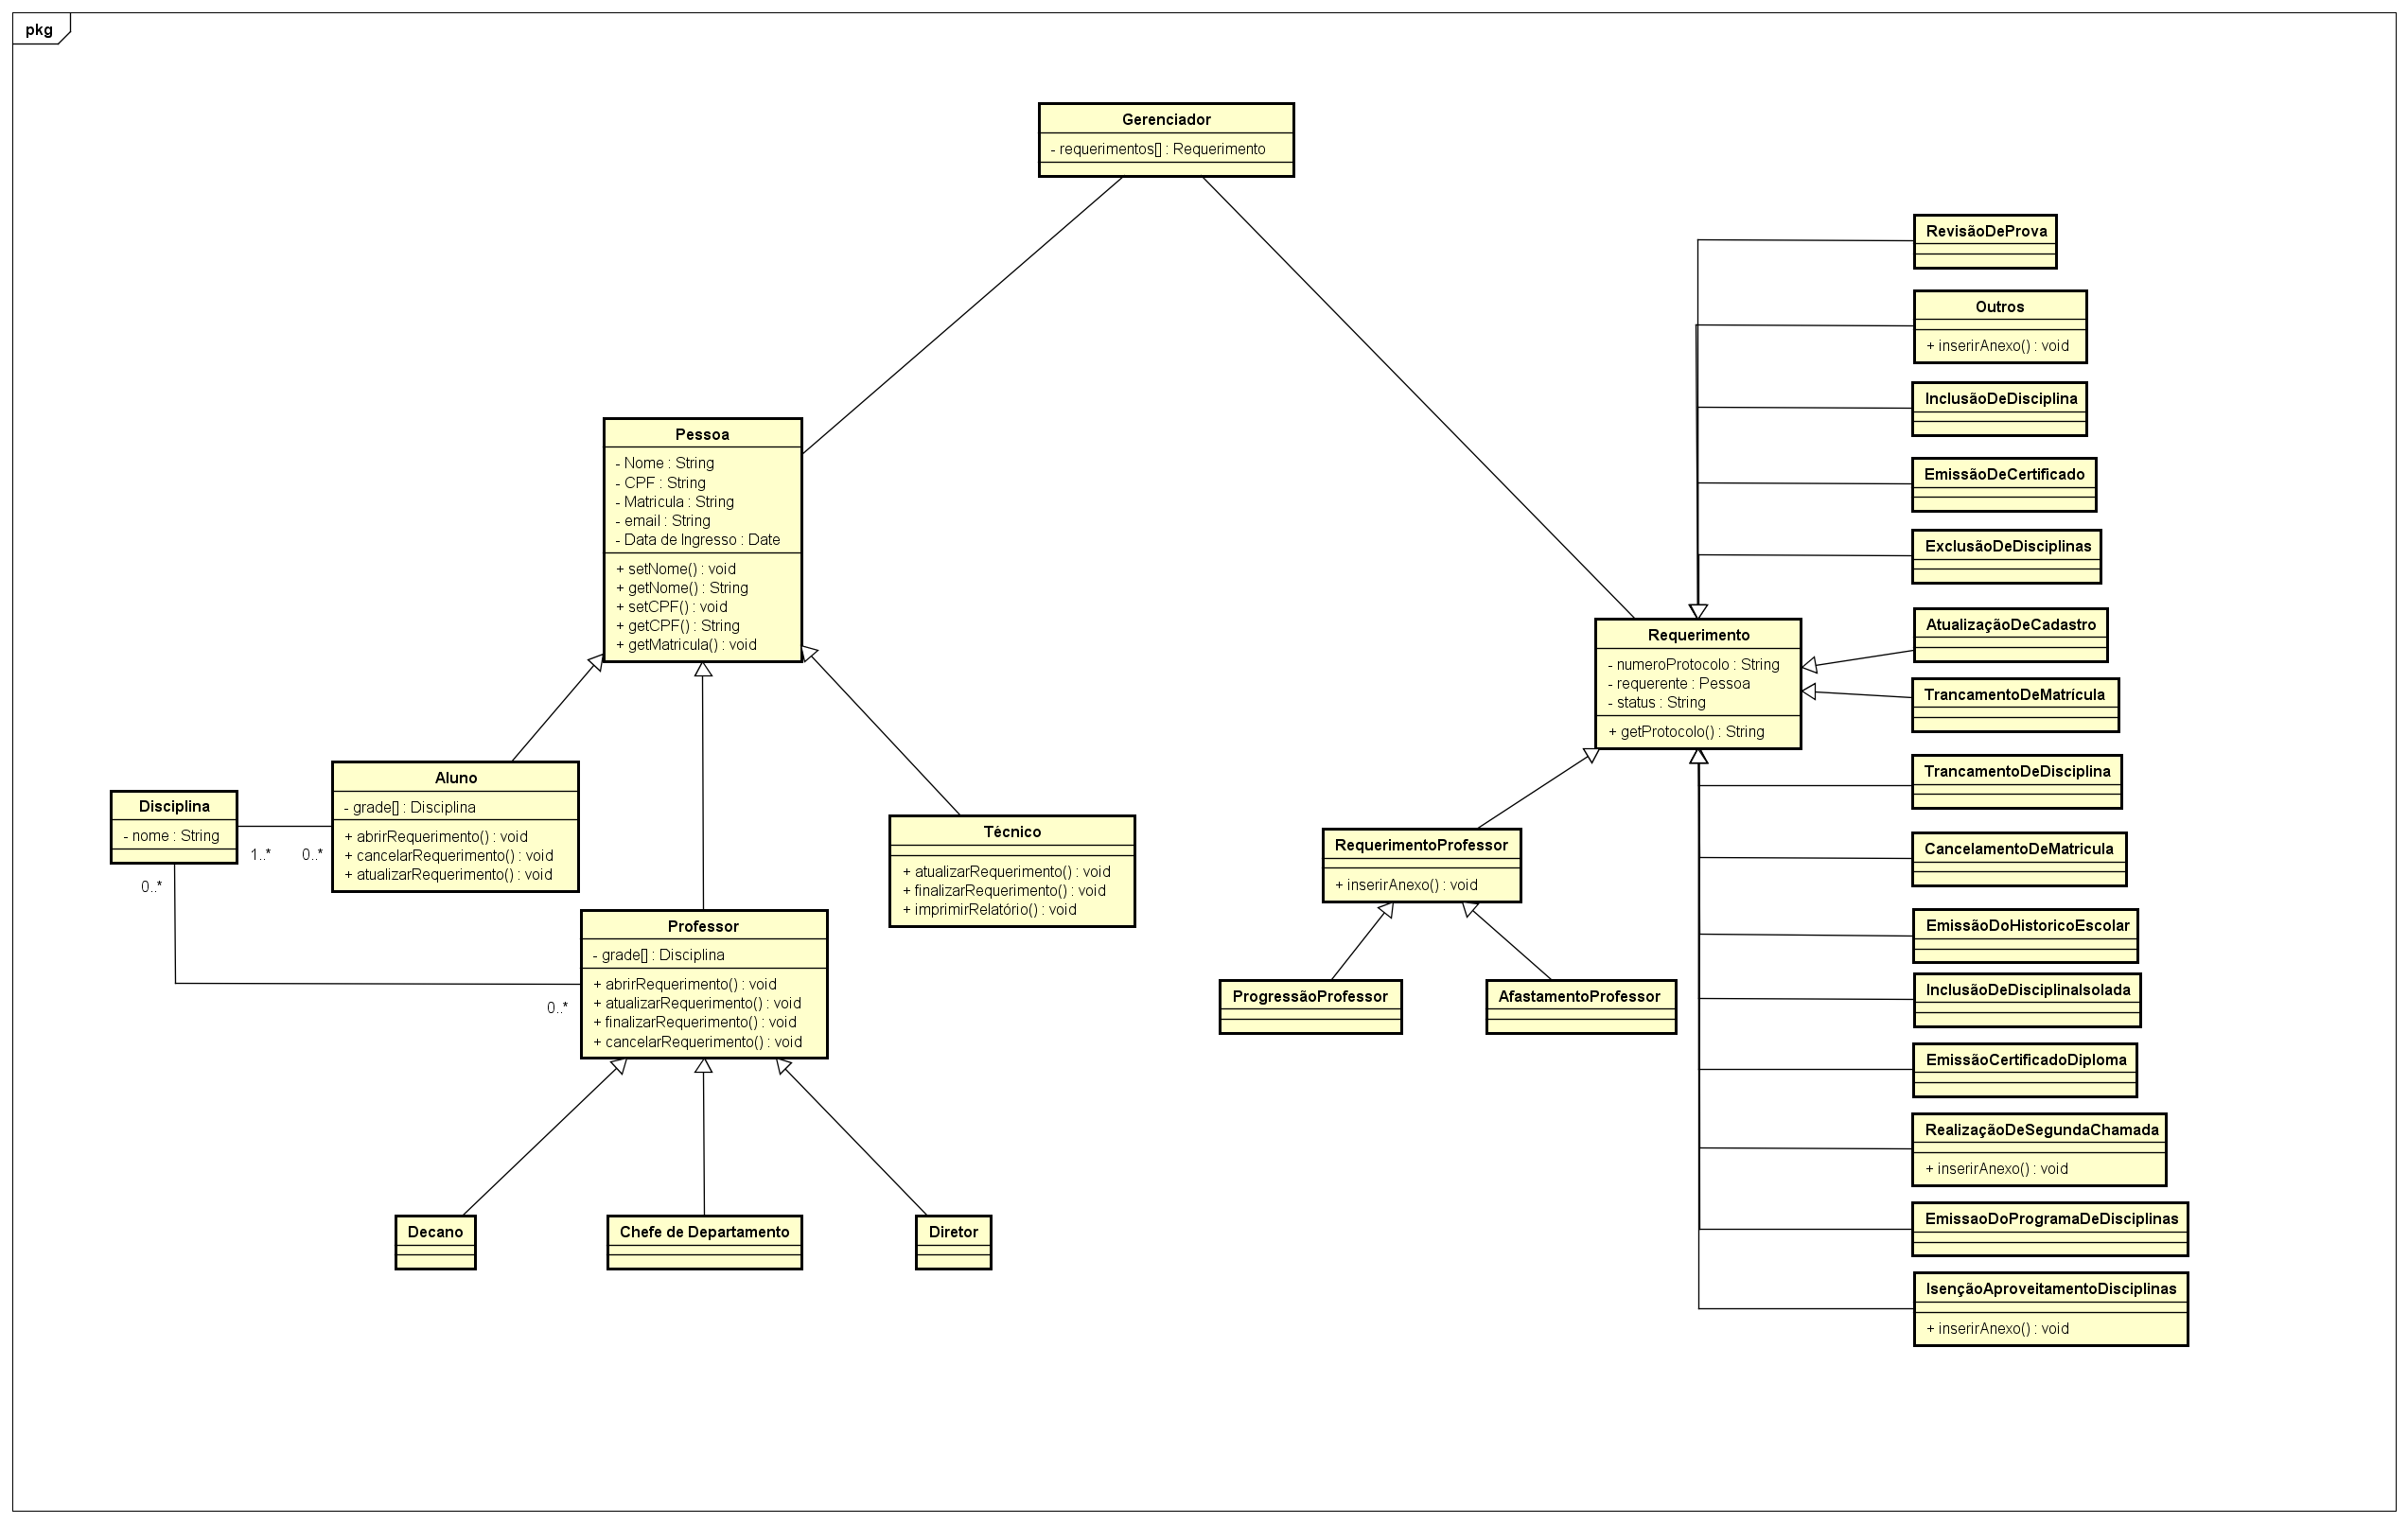 pkg
Gerenciador
- requerimentos[] : Requerimento
Pessoa
- Nome : String
- CPF : String
- Matricula : String
- email : String
- Data de Ingresso : Date
+ setNome() : void
+ getNome() : String
+ setCPF() : void
+ getCPF() : String
+ getMatricula() : void
Disciplina
- nome : String
1..*
0..*
0..*
0..*
Aluno
- grade[] : Disciplina
+ abrirRequerimento() : void
+ cancelarRequerimento() : void
+ atualizarRequerimento() : void
Professor
- grade[] : Disciplina
+ abrirRequerimento() : void
+ atualizarRequerimento() : void
+ finalizarRequerimento() : void
+ cancelarRequerimento() : void
Técnico
+ atualizarRequerimento() : void
+ finalizarRequerimento() : void
+ imprimirRelatório() : void
Decano
Chefe de Departamento
Diretor
Requerimento
- numeroProtocolo : String
- requerente : Pessoa
- status : String
+ getProtocolo() : String
RequerimentoProfessor
+ inserirAnexo() : void
ProgressãoProfessor
AfastamentoProfessor
RevisãoDeProva
Outros
+ inserirAnexo() : void
InclusãoDeDisciplina
EmissãoDeCertificado
ExclusãoDeDisciplinas
AtualizaçãoDeCadastro
TrancamentoDeMatrícula
TrancamentoDeDisciplina
CancelamentoDeMatricula
EmissãoDoHistoricoEscolar
InclusãoDeDisciplinaIsolada
EmissãoCertificadoDiploma
RealizaçãoDeSegundaChamada
+ inserirAnexo() : void
EmissaoDoProgramaDeDisciplinas
IsençãoAproveitamentoDisciplinas
+ inserirAnexo() : void